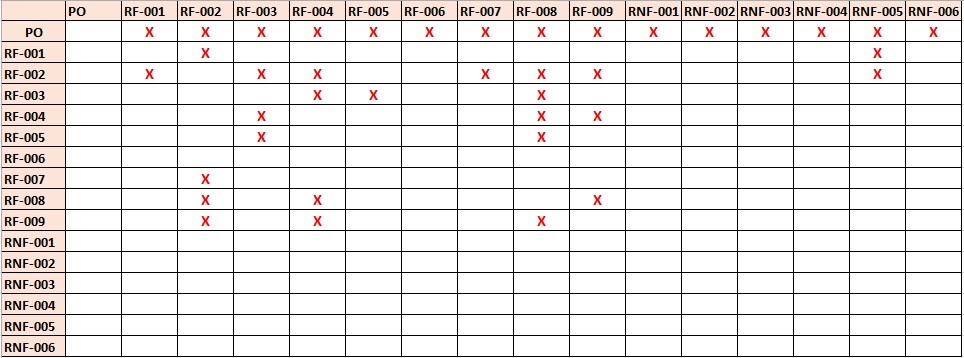 PO RF-001 RF-002 RF-003 RF-004 RF-005 RF-006 RF-007 RF-008 RF-009 RNF-001 RNF-002 RNF-003 RNF-004 RNF-005 RNF-006
PO X X X X X X X X X X X X X X X
RF-001 X X
RF-002 X X X X X X X
RF-003 X X X
RF-004 X X X
RF-005 X X
RF-006
RF-007 X
RF-008 X X X
RF-009 X X X
RNF-001
RNF-002
RNF-003
RNF-004
RNF-005
RNF-006